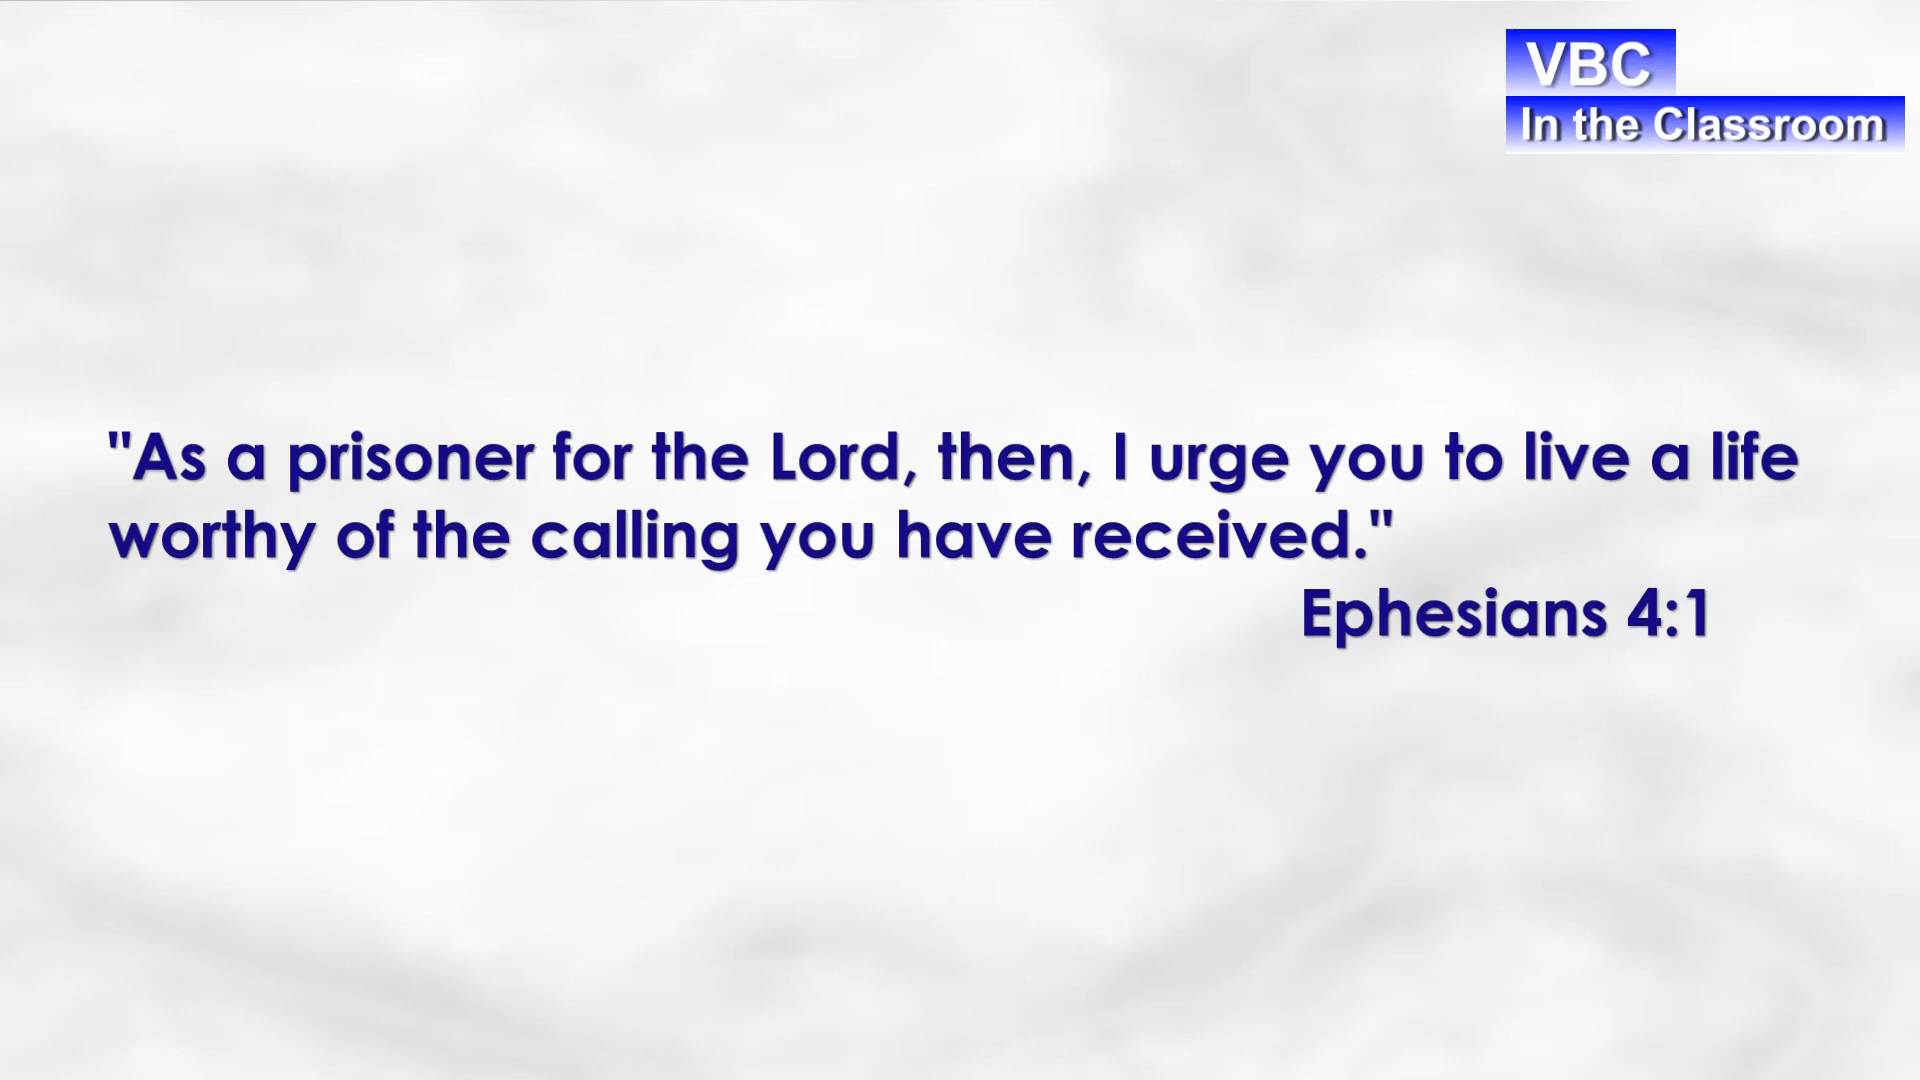 VBC
In the Classroom
"As a prisoner for the Lord, then, I urge you to live a life
worthy of the calling you have received."
Ephesians 4:1